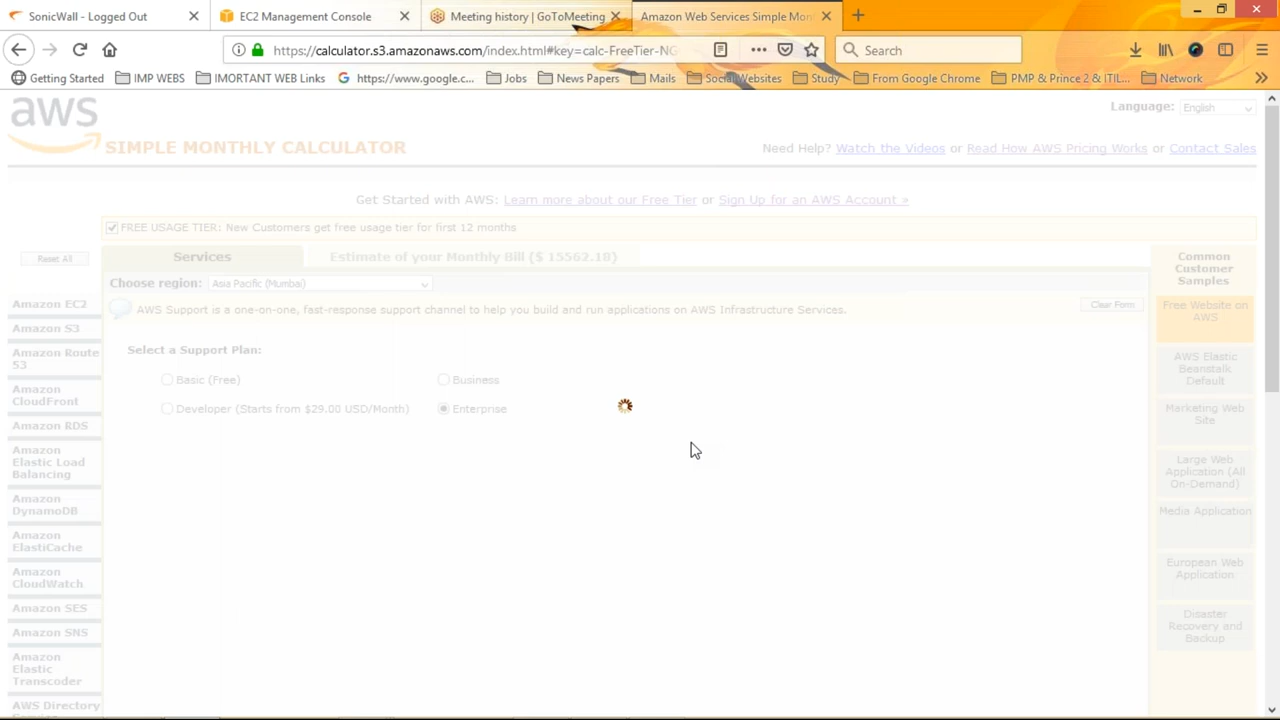 SonicWall - Logged Out
EC2 Management Console
Meeting history | GoToMeeting
Amazon Web Services Simple Mon
https://calculator.s3.amazonaws.com/index.html#key=calc-FreeTier-NG
Search
Getting Started
IMP WEBS
IMORTANT WEB Links
https://www.google.c...
Jobs
News Papers
Mails
Social Websites
Study
From Google Chrome
PMP & Prince 2 & ITIL...
Network
aws
SIMPLE MONTHLY CALCULATOR
Language: English
Need Help? Watch the Videos or Read How AWS Pricing Works or Contact Sales
Get Started with AWS: Learn more about our Free Tier or Sign Up for an AWS Account »
FREE USAGE TIER: New Customers get free usage tier for first 12 months
Reset All
Services
Estimate of your Monthly Bill ($ 15562.18)
Choose region: Asia Pacific (Mumbai)
AWS Support is a one-on-one, fast-response support channel to help you build and run applications on AWS Infrastructure Services.
Clear Form
Select a Support Plan:
Basic (Free)
Business
Developer (Starts from $29.00 USD/Month)
Enterprise
Amazon EC2
Amazon S3
Amazon Route
53
Amazon
CloudFront
Amazon RDS
Amazon
Elastic Load
Balancing
Amazon
DynamoDB
Amazon
ElastiCache
Amazon
CloudWatch
Amazon SES
Amazon SNS
Amazon
Elastic
Transcoder
AWS Directory
Service
Common
Customer
Samples
Free Website on
AWS
AWS Elastic
Beanstalk
Default
Marketing Web
Site
Large Web
Application (All
On-Demand)
Media Application
European Web
Application
Disaster
Recovery and
Backup